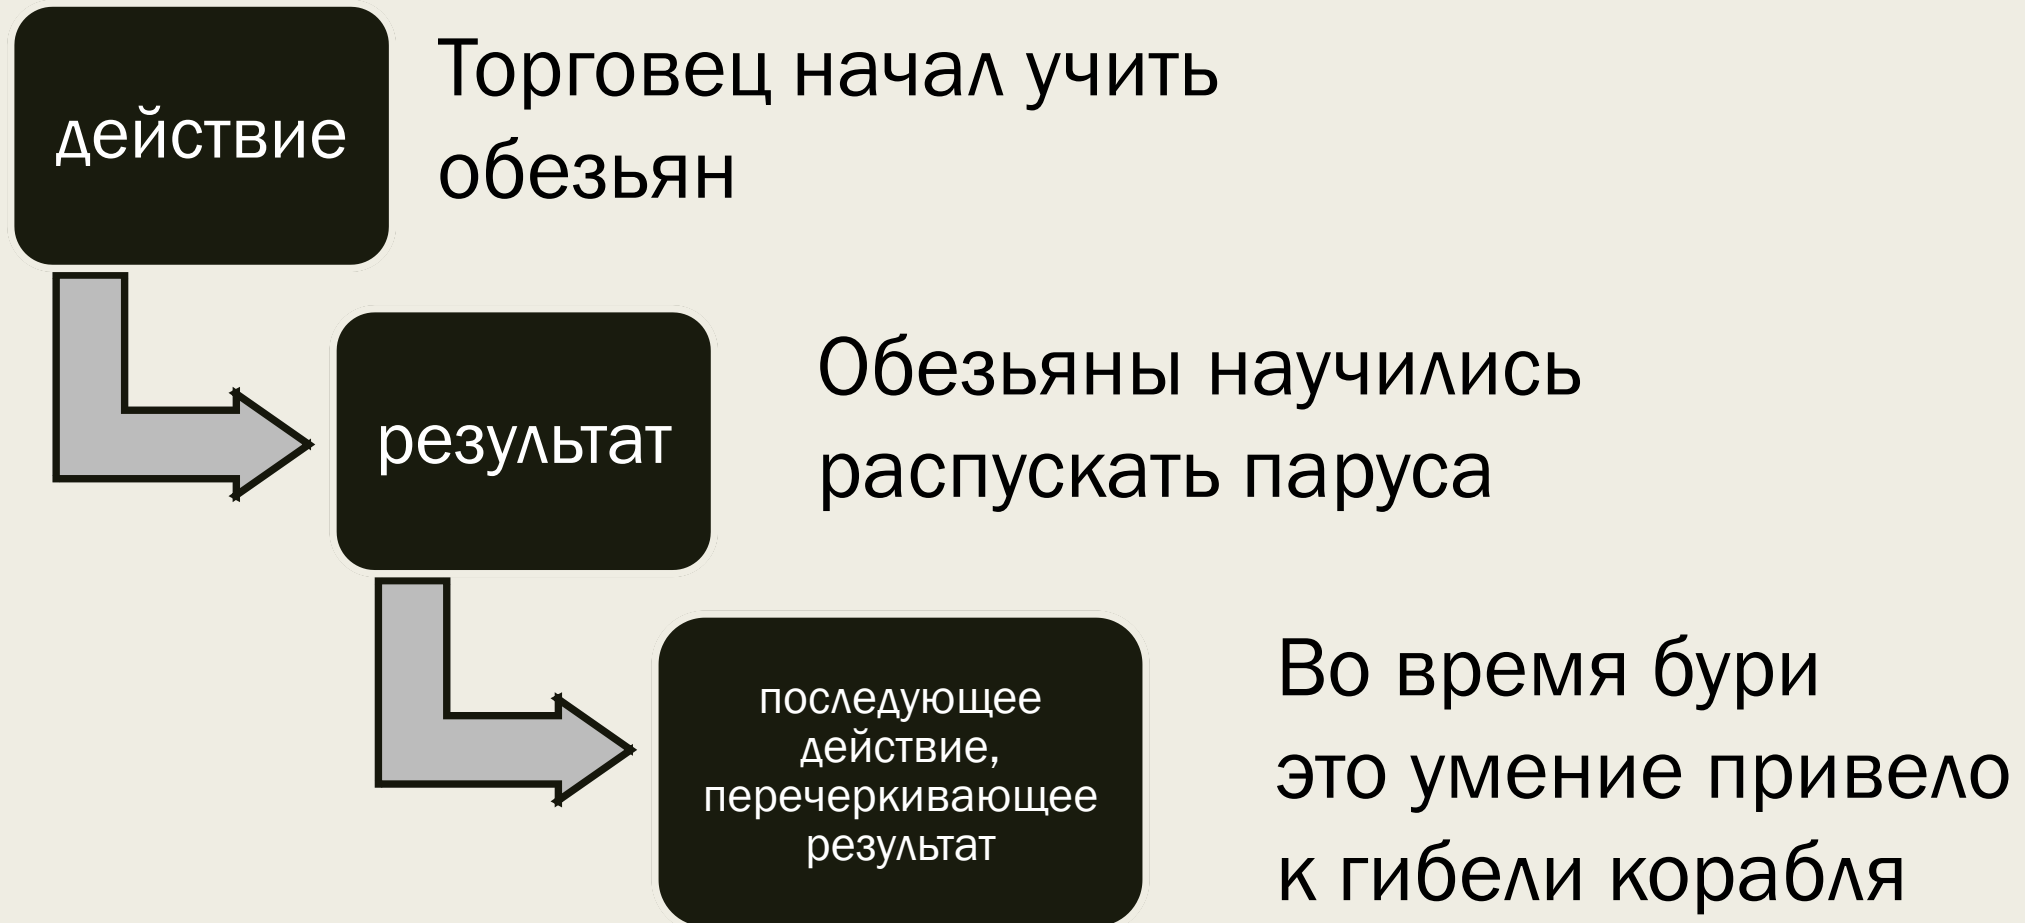 действие
Торговец начал учить
обезьян
результат
Обезьяны научились
распускать паруса
последующее
действие,
перечеркивающее
результат
Во время бури
это умение привело
к гибели корабля